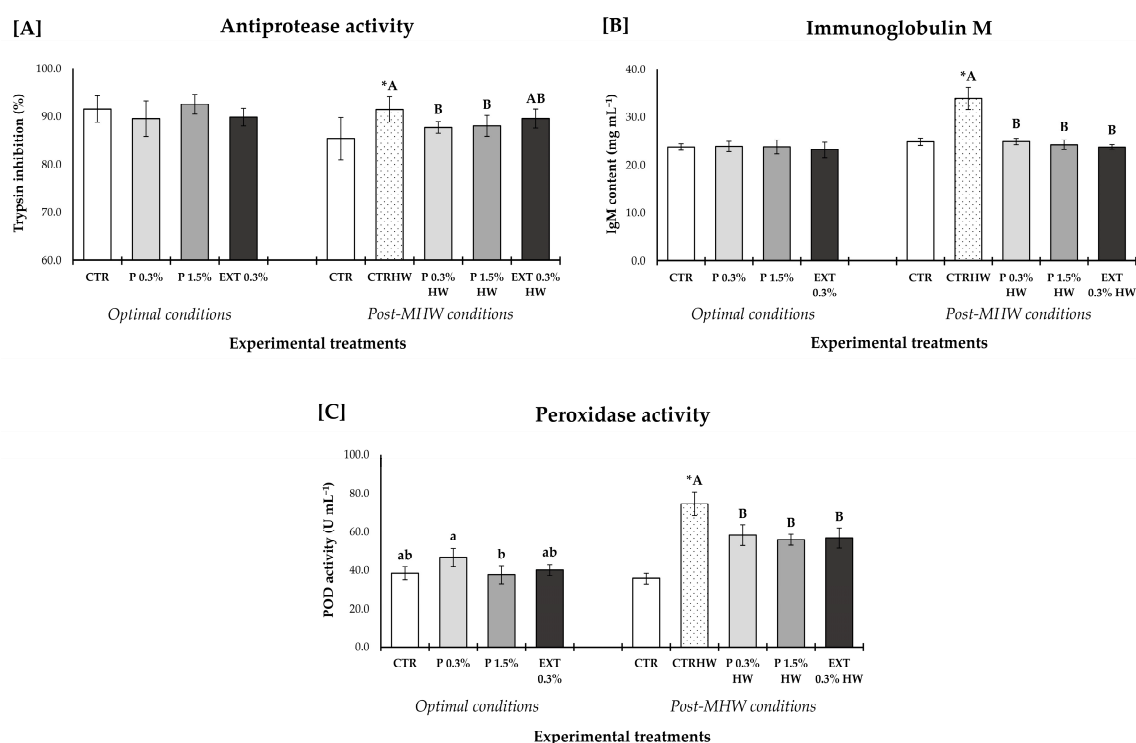 [A]
Antiprotease activity
Trypsin inhibition (%)
100.0
90.0
80.0
70.0
60.0
*A
B
B
AB
CTR
P 0.3%
P 1.5%
EXT 0.3%
CTR
CTRHW
P 0.3% HW
P 1.5% HW
EXT 0.3% HW
Optimal conditions
Post-MHW conditions
Experimental treatments
[B]
Immunoglobulin M
IgM content (mg mL⁻¹)
40.0
30.0
20.0
10.0
0.0
*A
B
B
B
CTR
P 0.3%
P 1.5%
EXT 0.3%
CTR
CTRHW
P 0.3% HW
P 1.5% HW
EXT 0.3% HW
Optimal conditions
Post-MHW conditions
Experimental treatments
[C]
Peroxidase activity
POD activity (U mL⁻¹)
100.0
80.0
60.0
40.0
20.0
0.0
ab
a
b
ab
*A
B
B
B
CTR
P 0.3%
P 1.5%
EXT 0.3%
CTR
CTRHW
P 0.3% HW
P 1.5% HW
EXT 0.3% HW
Optimal conditions
Post-MHW conditions
Experimental treatments